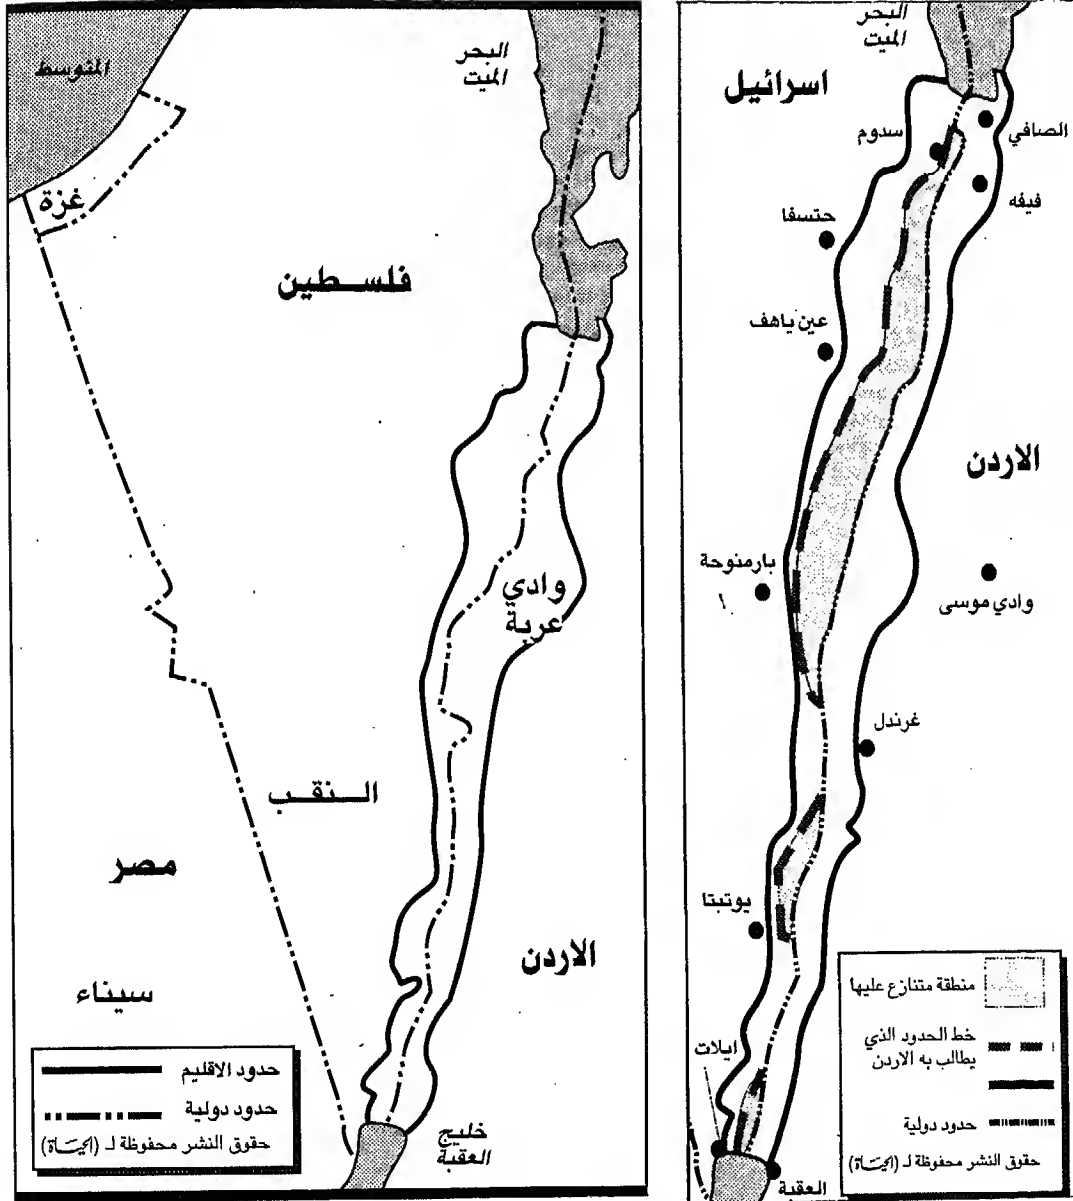 البحر
الميت
المتوسط
غزة
فلسطين
وادي
عربة
النقب
مصر
الاردن
سيناء
حدود الاقليم
حدود دولية
حقوق النشر محفوظة لـ (الحياة)
خليج
العقبة
البحر
الميت
اسرائيل
الصافي
سدوم
فيفه
حتسفا
عين ياهف
الاردن
بارمنوحة
وادي موسى
غرندل
يوتبتا
منطقة متنازع عليها
خط الحدود الذي
يطالب به الاردن
حدود دولية
حقوق النشر محفوظة لـ (الحياة)
ايلات
العقبة